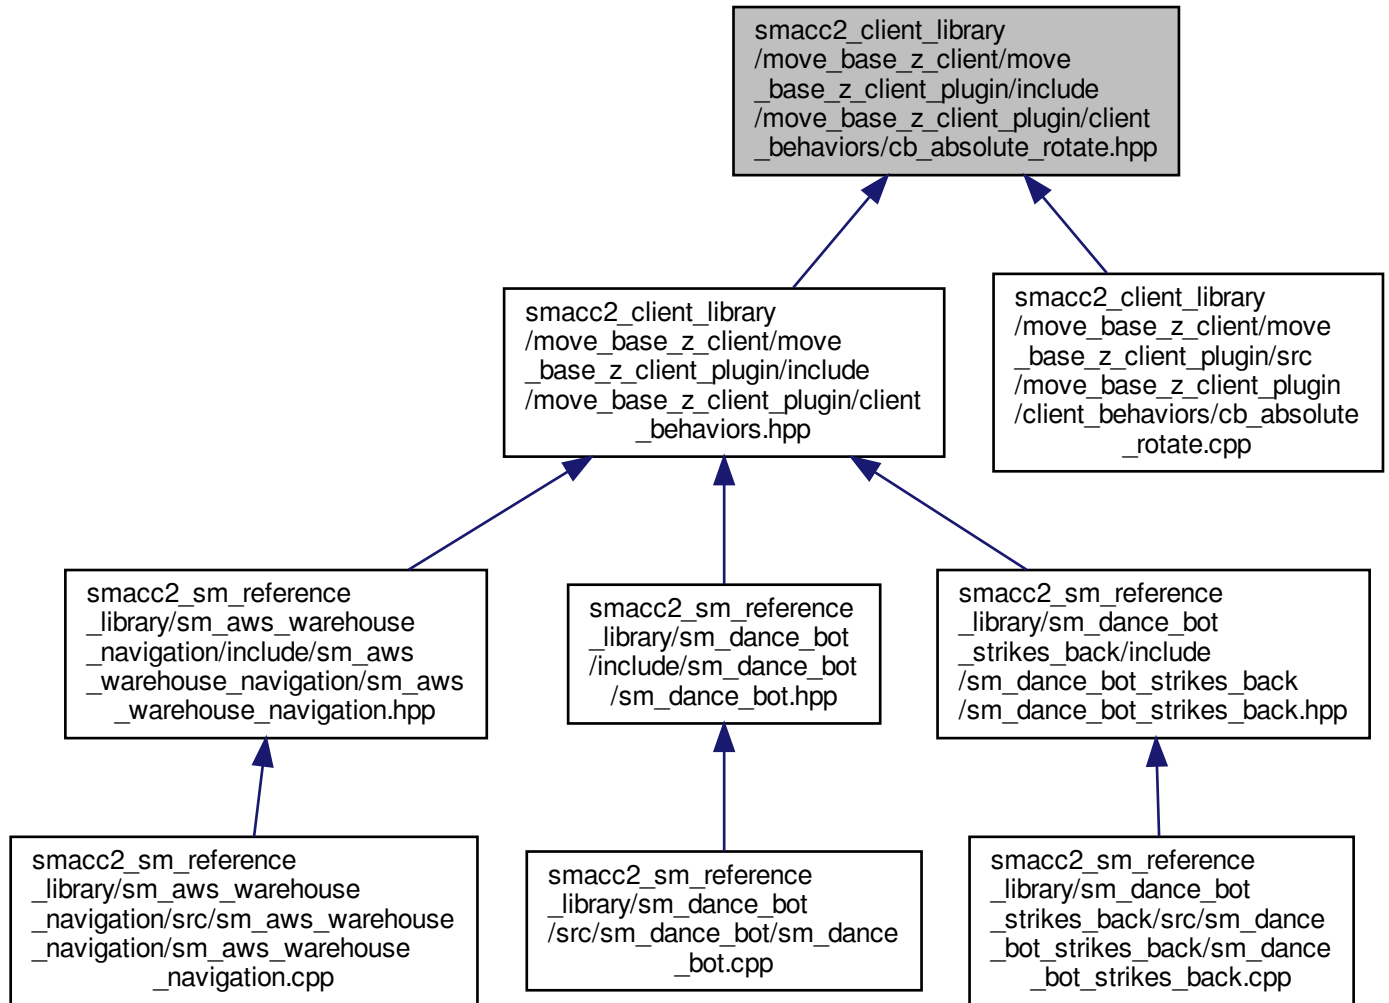 smacc2_client_library
/move_base_z_client/move
_base_z_client_plugin/include
/move_base_z_client_plugin/client
_behaviors/cb_absolute_rotate.hpp
smacc2_client_library
/move_base_z_client/move
_base_z_client_plugin/include
/move_base_z_client_plugin/client
_behaviors.hpp
smacc2_client_library
/move_base_z_client/move
_base_z_client_plugin/src
/move_base_z_client_plugin
/client_behaviors/cb_absolute
_rotate.cpp
smacc2_sm_reference
_library/sm_aws_warehouse
_navigation/include/sm_aws
_warehouse_navigation/sm_aws
_warehouse_navigation.hpp
smacc2_sm_reference
_library/sm_dance_bot
/include/sm_dance_bot
/sm_dance_bot.hpp
smacc2_sm_reference
_library/sm_dance_bot
_strikes_back/include
/sm_dance_bot_strikes_back
/sm_dance_bot_strikes_back.hpp
smacc2_sm_reference
_library/sm_aws_warehouse
_navigation/src/sm_aws_warehouse
_navigation/sm_aws_warehouse
_navigation.cpp
smacc2_sm_reference
_library/sm_dance_bot
/src/sm_dance_bot/sm_dance
_bot.cpp
smacc2_sm_reference
_library/sm_dance_bot
_strikes_back/src/sm_dance
_bot_strikes_back/sm_dance
_bot_strikes_back.cpp